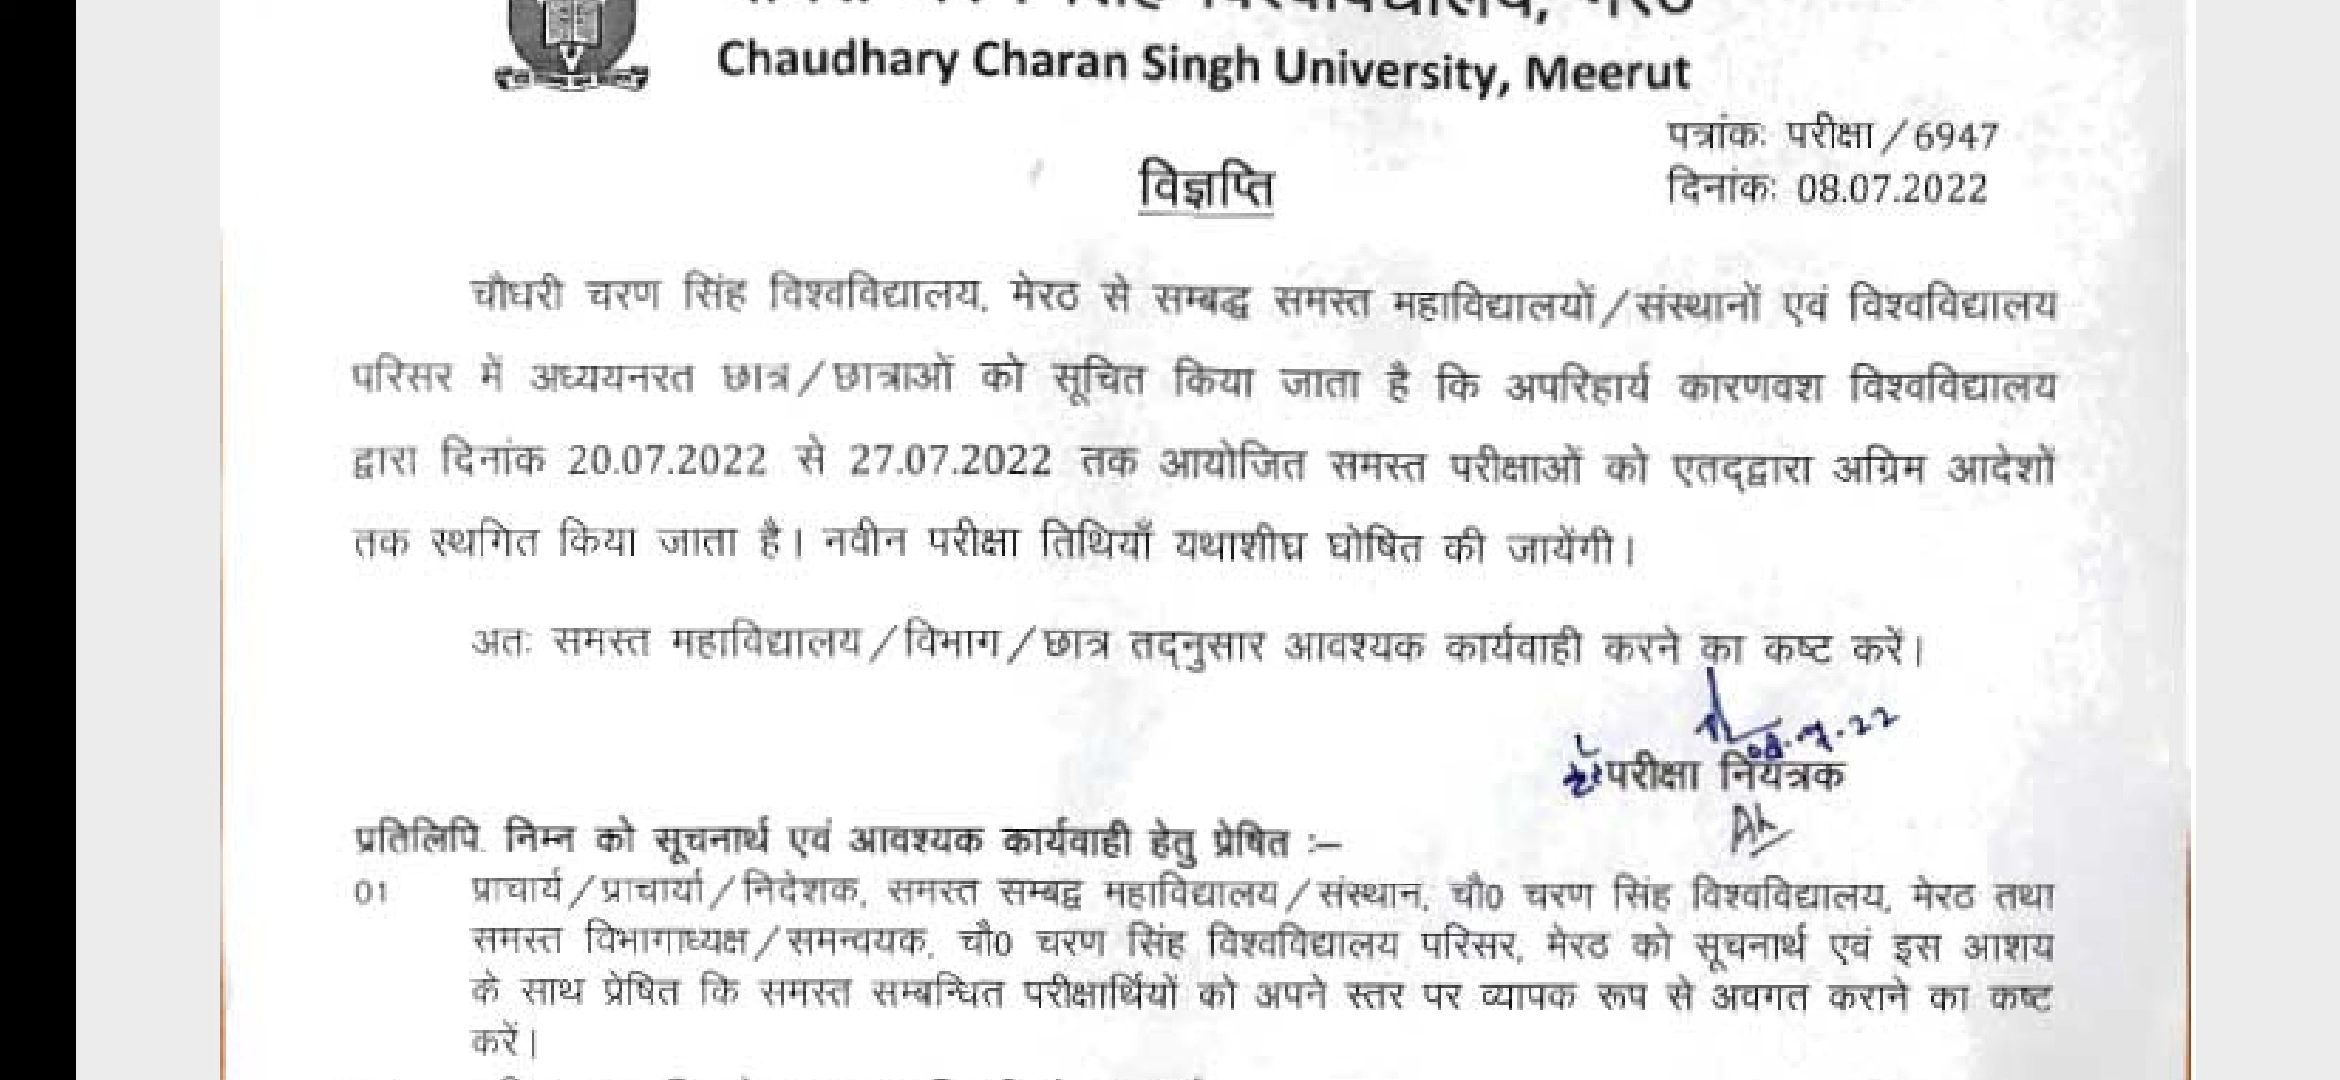 Chaudhary Charan Singh University, Meerut
पत्रांकः परीक्षा/6947
विज्ञप्ति
दिनांकः 08.07.2022
चौधरी चरण सिंह विश्वविद्यालय, मेरठ से सम्बद्ध समस्त महाविद्यालयों/संस्थानों एवं विश्वविद्यालय
परिसर में अध्ययनरत छात्र/छात्राओं को सूचित किया जाता है कि अपरिहार्य कारणवश विश्वविद्यालय
द्वारा दिनांक 20.07.2022 से 27.07.2022 तक आयोजित समस्त परीक्षाओं को एतद्द्वारा अग्रिम आदेशों
तक स्थगित किया जाता है। नवीन परीक्षा तिथियाँ यथाशीघ्र घोषित की जायेंगी।
अतः समस्त महाविद्यालय/विभाग/छात्र तद्नुसार आवश्यक कार्यवाही करने का कष्ट करें।
परीक्षा नियंत्रक
प्रतिलिपि निम्न को सूचनार्थ एवं आवश्यक कार्यवाही हेतु प्रेषित :–
01 प्राचार्य/प्राचार्या/निदेशक, समस्त सम्बद्व महाविद्यालय/संस्थान, चौ0 चरण सिंह विश्वविद्यालय, मेरठ तथा
समस्त विभागाध्यक्ष/समन्वयक, चौ0 चरण सिंह विश्वविद्यालय परिसर, मेरठ को सूचनार्थ एवं इस आशय
के साथ प्रेषित कि समस्त सम्बन्धित परीक्षार्थियों को अपने स्तर पर व्यापक रूप से अवगत कराने का कष्ट
करें।